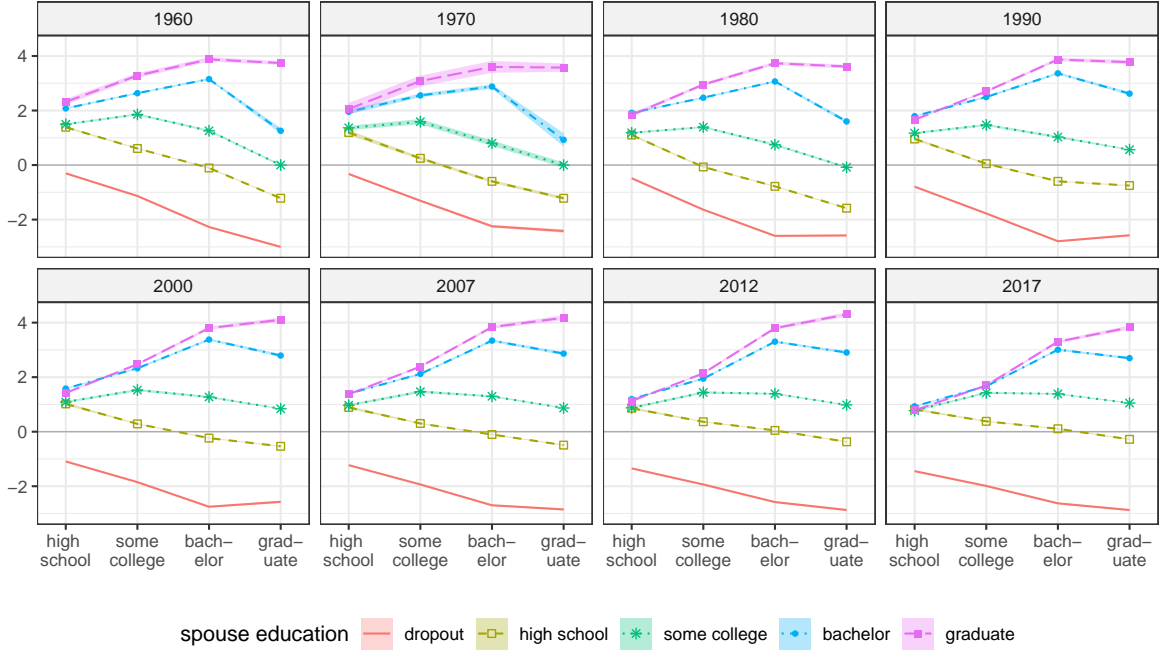 1960 1970 1980 1990
4
2
0
−2
2000 2007 2012 2017
4
2
0
−2
high some bach− grad− high some bach− grad− high some bach− grad− high some bach− grad−
school college elor uate school college elor uate school college elor uate school college elor uate
spouse education dropout high school some college bachelor graduate